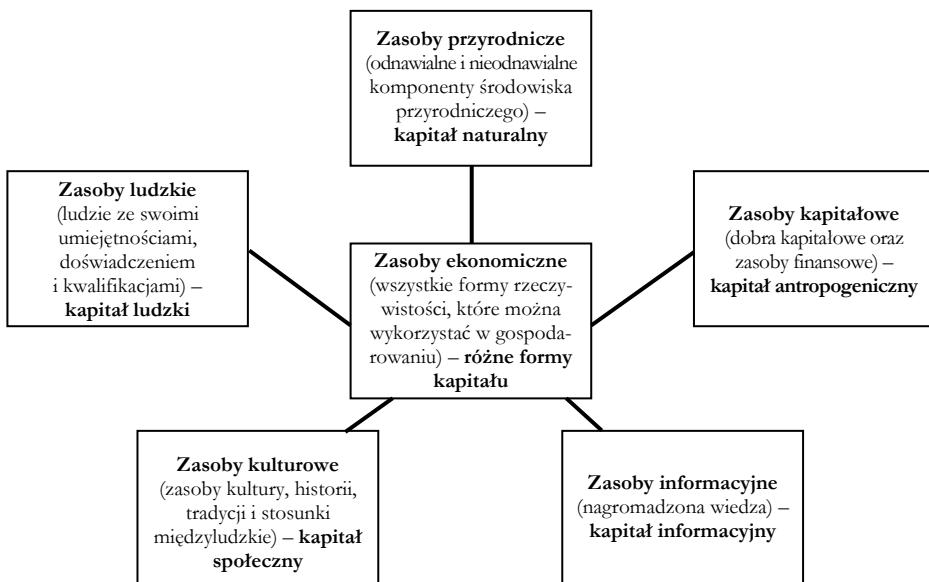 Zasoby przyrodnicze
(odnawialne i nieodnawialne
komponenty środowiska
przyrodniczego) –
kapitał naturalny
Zasoby ludzkie
(ludzie ze swoimi
umiejętnościami,
doświadczeniem
i kwalifikacjami) –
kapitał ludzki
Zasoby ekonomiczne
(wszystkie formy rzeczy-
wistości, które można
wykorzystać w gospoda-
rowaniu) – różne formy
kapitału
Zasoby kapitałowe
(dobra kapitałowe oraz
zasoby finansowe) –
kapitał antropogeniczny
Zasoby kulturowe
(zasoby kultury, historii,
tradycji i stosunki
międzyludzkie) – kapitał
społeczny
Zasoby informacyjne
(nagromadzona wiedza) –
kapitał informacyjny